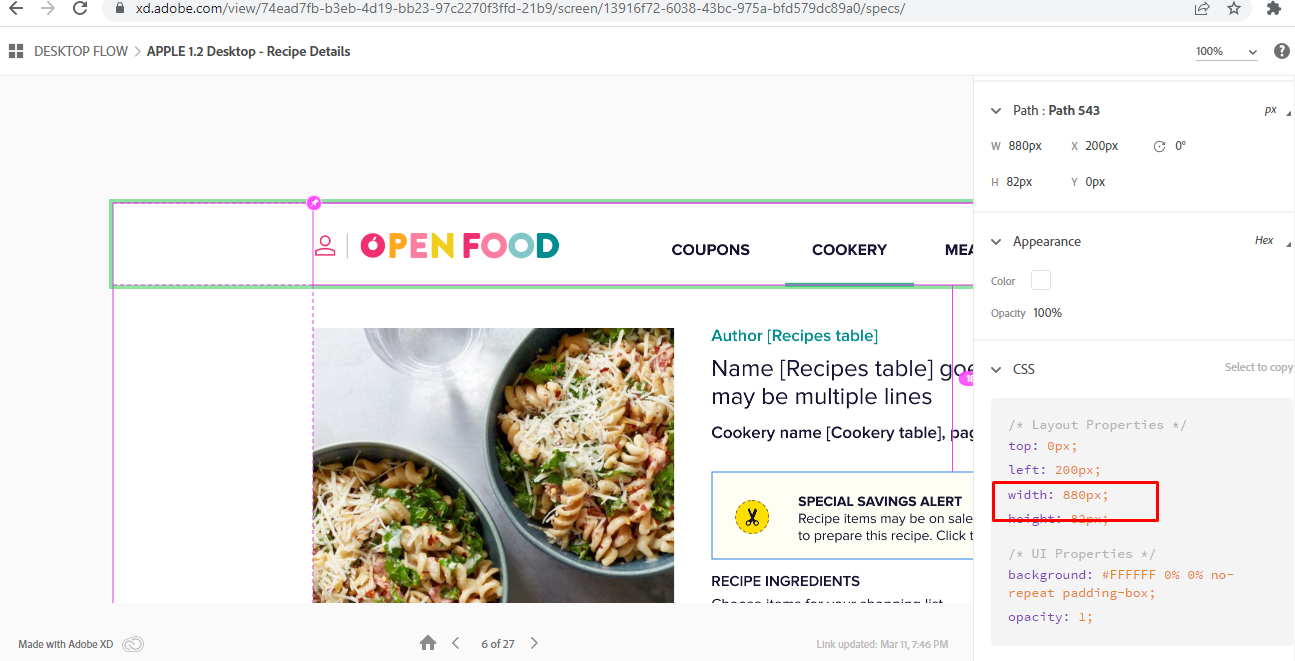 xd.adobe.com/view/74ead7fb-b3eb-4d19-bb23-97c2270f3ffd-21b9/screen/13916f72-6038-43bc-975a-bfd579dc89a0/specs/
DESKTOP FLOW > APPLE 1.2 Desktop - Recipe Details
100%
?
OPEN FOOD
COUPONS
COOKERY
MEA
Author [Recipes table]
Name [Recipes table] goe
may be multiple lines
Cookery name [Cookery table], pag
SPECIAL SAVINGS ALERT
Recipe items may be on sale
to prepare this recipe. Click t
RECIPE INGREDIENTS
Choose items for your shopping list
Path : Path 543
px
W 880px X 200px 0°
H 82px Y 0px
Appearance
Hex
Color
Opacity 100%
CSS
Select to copy
/* Layout Properties */
top: 0px;
left: 200px;
width: 880px;
height: 82px;
/* UI Properties */
background: #FFFFFF 0% 0% no-
repeat padding-box;
opacity: 1;
Made with Adobe XD
6 of 27
Link updated: Mar 11, 7:46 PM